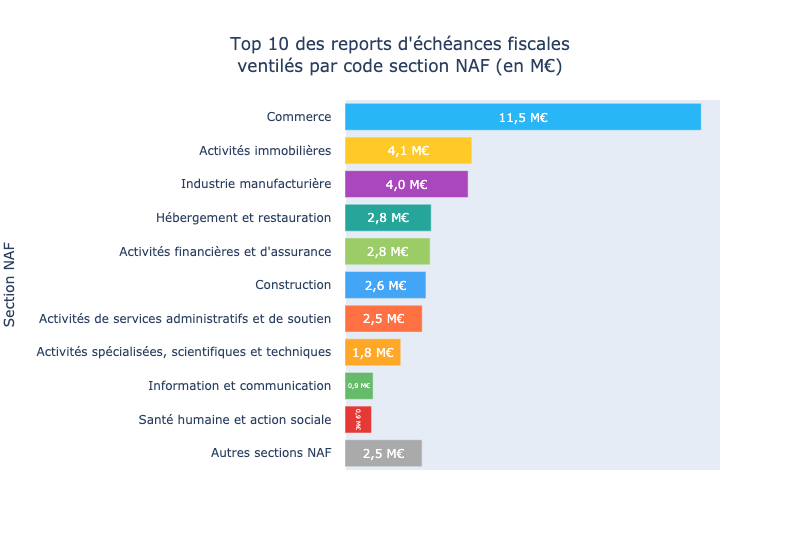 Top 10 des reports d'échéances fiscales
ventilés par code section NAF (en M€)
Section NAF
Commerce 11,5 M€
Activités immobilières 4,1 M€
Industrie manufacturière 4,0 M€
Hébergement et restauration 2,8 M€
Activités financières et d'assurance 2,8 M€
Construction 2,6 M€
Activités de services administratifs et de soutien 2,5 M€
Activités spécialisées, scientifiques et techniques 1,8 M€
Information et communication 0,9 M€
Santé humaine et action sociale 0,9 M€
Autres sections NAF 2,5 M€